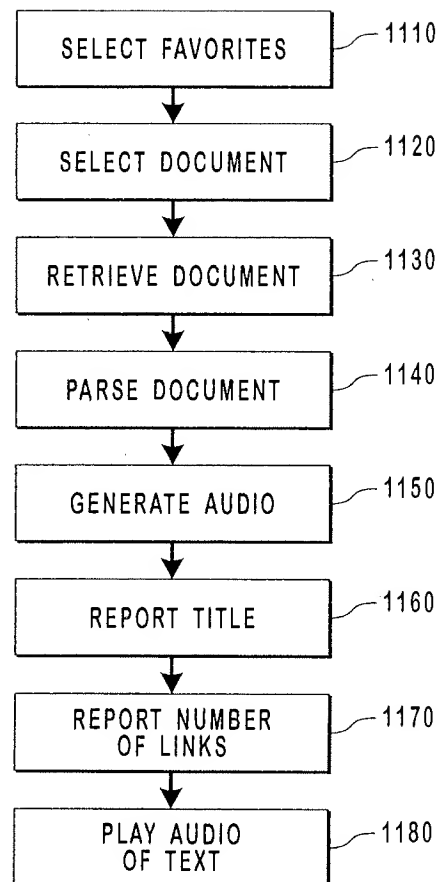 SELECT FAVORITES
1110
SELECT DOCUMENT
1120
RETRIEVE DOCUMENT
1130
PARSE DOCUMENT
1140
GENERATE AUDIO
1150
REPORT TITLE
1160
REPORT NUMBER
OF LINKS
1170
PLAY AUDIO
OF TEXT
1180